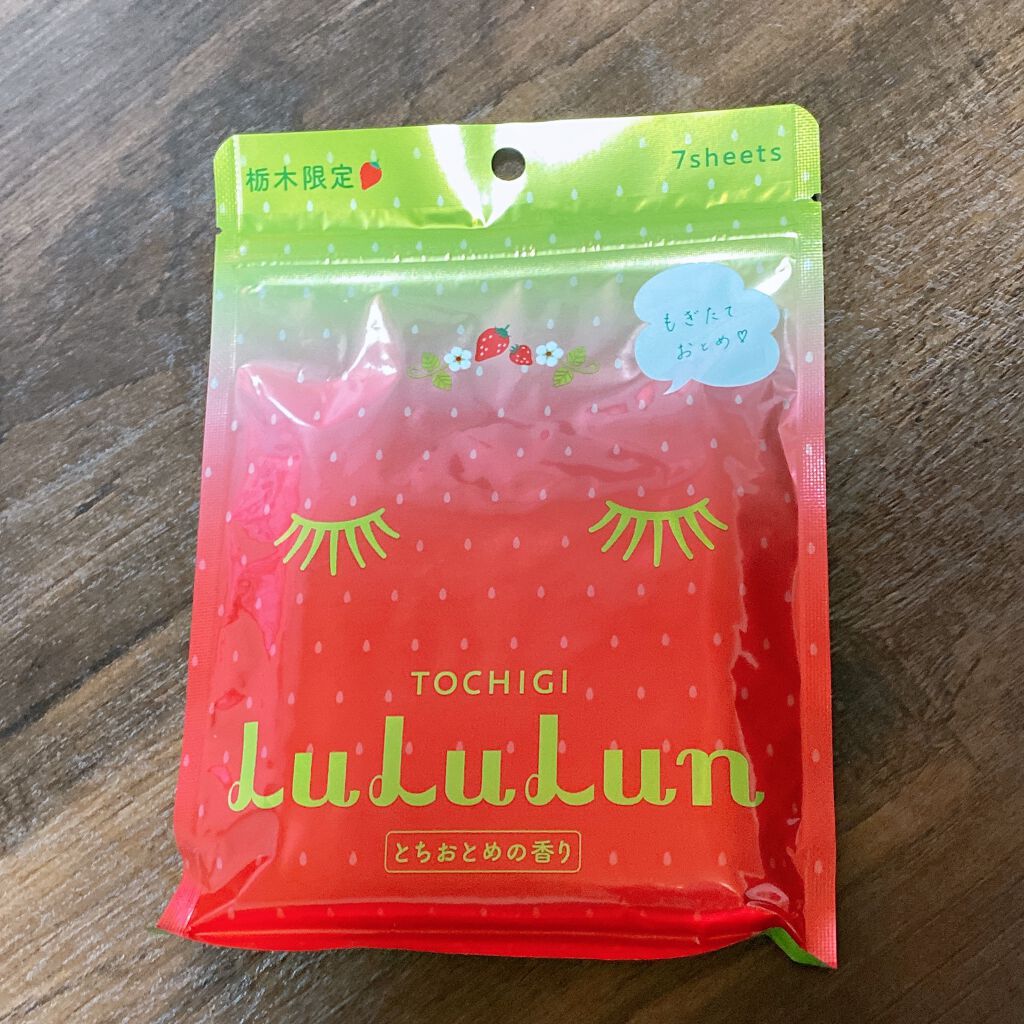 栃木限定
7sheets
もぎたて
おとめ♡
TOCHIGI
LuLuLun
とちおとめの香り